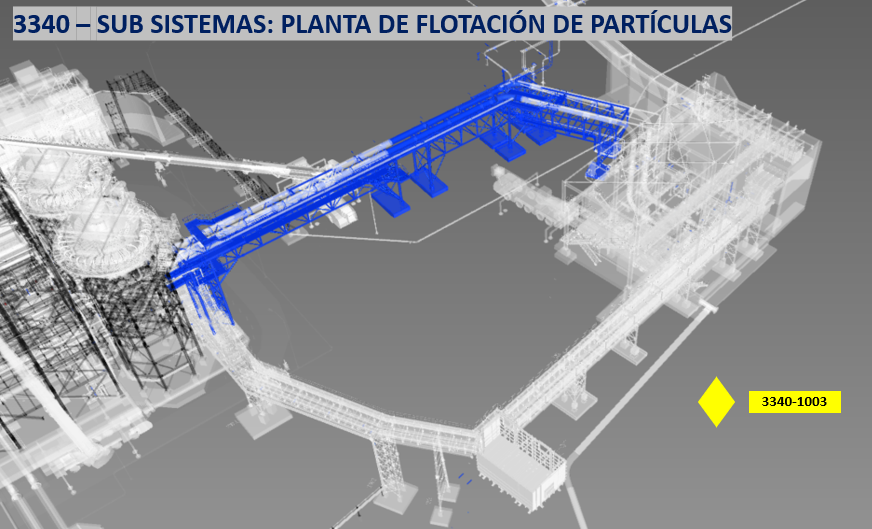 3340 – SUB SISTEMAS: PLANTA DE FLOTACIÓN DE PARTÍCULAS
3340-1003